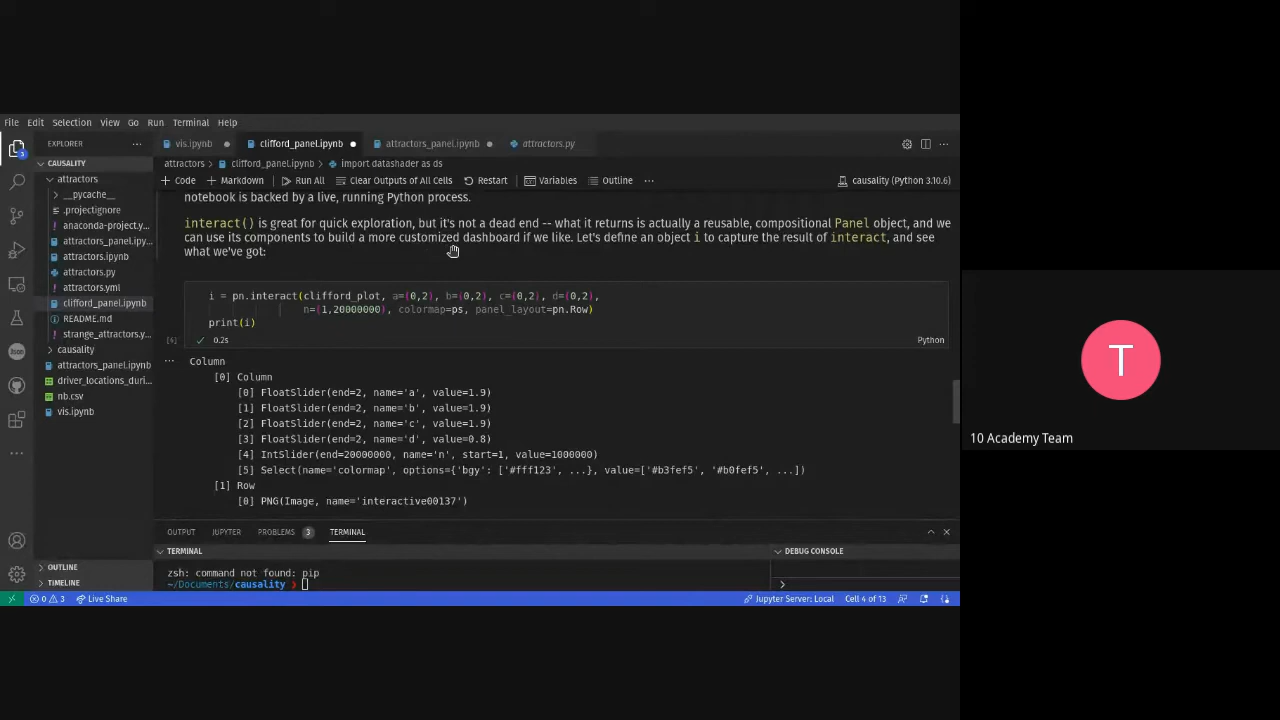 File Edit Selection View Go Run Terminal Help
EXPLORER
vis.ipynb
clifford_panel.ipynb
attractors_panel.ipynb
attractors.py
CAUSALITY
attractors
__pycache__
.projectignore
anaconda-project.y...
attractors_panel.ipy...
attractors.ipynb
attractors.py
attractors.yml
clifford_panel.ipynb
README.md
strange_attractors.y...
causality
attractors_panel.ipynb
driver_locations_duri...
nb.csv
vis.ipynb
OUTLINE
TIMELINE
attractors > clifford_panel.ipynb > import datashader as ds
+ Code + Markdown Run All Clear Outputs of All Cells Restart Variables Outline ... causality (Python 3.10.6)
notebook is backed by a live, running Python process.
interact() is great for quick exploration, but it's not a dead end -- what it returns is actually a reusable, compositional Panel object, and we
can use its components to build a more customized dashboard if we like. Let's define an object i to capture the result of interact, and see
what we've got:
i = pn.interact(clifford_plot, a=(0,2), b=(0,2), c=(0,2), d=(0,2),
n=(1,20000000), colormap=ps, panel_layout=pn.Row)
print(i)
0.2s
Python
Column
[0] Column
[0] FloatSlider(end=2, name='a', value=1.9)
[1] FloatSlider(end=2, name='b', value=1.9)
[2] FloatSlider(end=2, name='c', value=1.9)
[3] FloatSlider(end=2, name='d', value=0.8)
[4] IntSlider(end=20000000, name='n', start=1, value=1000000)
[5] Select(name='colormap', options={'bgy': ['#fff123', ...}, value=['#b3fef5', '#b0fef5', ...])
[1] Row
[0] PNG(Image, name='interactive00137')
OUTPUT JUPYTER PROBLEMS 3 TERMINAL
TERMINAL
DEBUG CONSOLE
zsh: command not found: pip
~/Documents/causality
0 3 Live Share
Jupyter Server: Local Cell 4 of 13
T
10 Academy Team